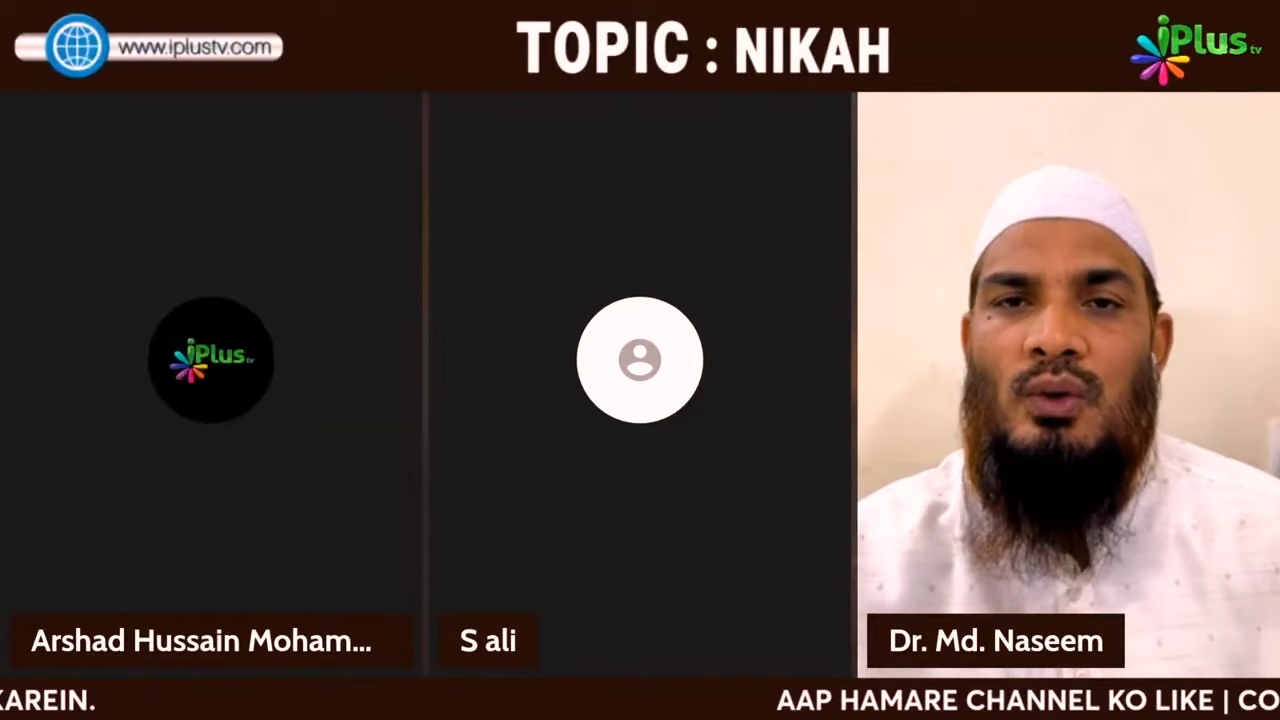 www.iplustv.com
TOPIC : NIKAH
iPlus tv
iPlus tv
Arshad Hussain Moham...
S ali
Dr. Md. Naseem
KAREIN.
AAP HAMARE CHANNEL KO LIKE | CO